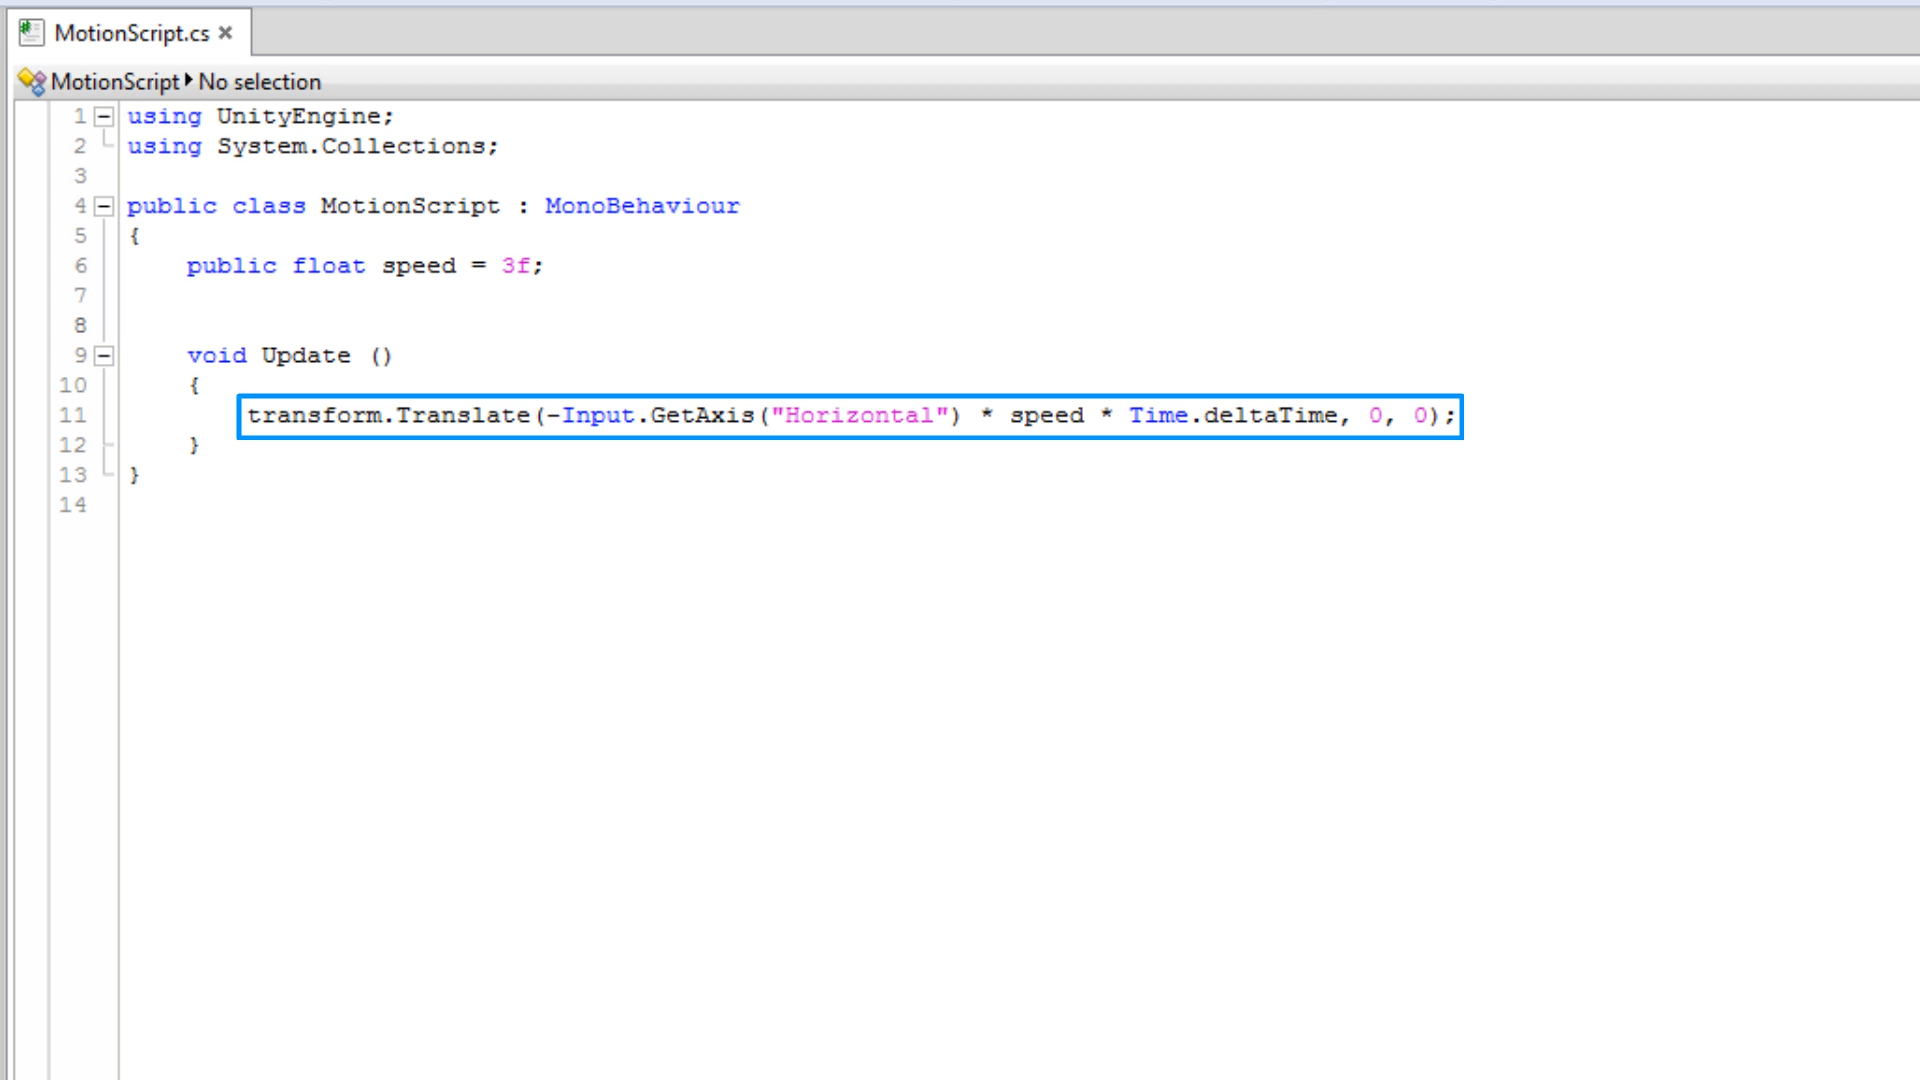 MotionScript.cs
MotionScript No selection
1 using UnityEngine;
2 using System.Collections;
3
4 public class MotionScript : MonoBehaviour
5 {
6     public float speed = 3f;
7
8
9     void Update ()
10     {
11         transform.Translate(-Input.GetAxis("Horizontal") * speed * Time.deltaTime, 0, 0);
12     }
13 }
14